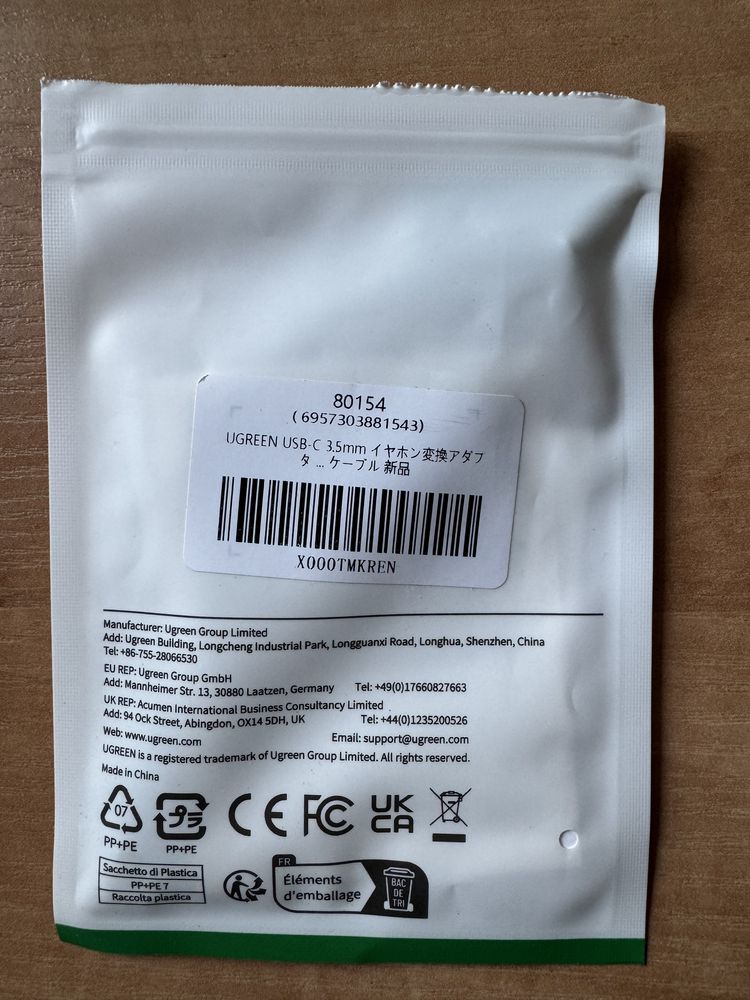 80154
(6957303881543)
UGREEN USB-C 3.5mm イヤホン変換アダプ
タ ... ケーブル 新品
X000TMKREN
Manufacturer: Ugreen Group Limited
Add: Ugreen Building, Longcheng Industrial Park, Longguanxi Road, Longhua, Shenzhen, China
Tel: +86-755-28066530
EU REP: Ugreen Group GmbH
Add: Mannheimer Str. 13, 30880 Laatzen, Germany Tel: +49(0)17660827663
UK REP: Acumen International Business Consultancy Limited
Add: 94 Ock Street, Abingdon, OX14 5DH, UK Tel: +44(0)1235200526
Web: www.ugreen.com Email: support@ugreen.com
UGREEN is a registered trademark of Ugreen Group Limited. All rights reserved.
Made in China
07
PP+PE
プラ
PP+PE
CE
FC
UK
CA
Sacchetto di Plastica
PP+PE 7
Raccolta plastica
FR
Éléments
d'emballage
BAC
DE
TRI